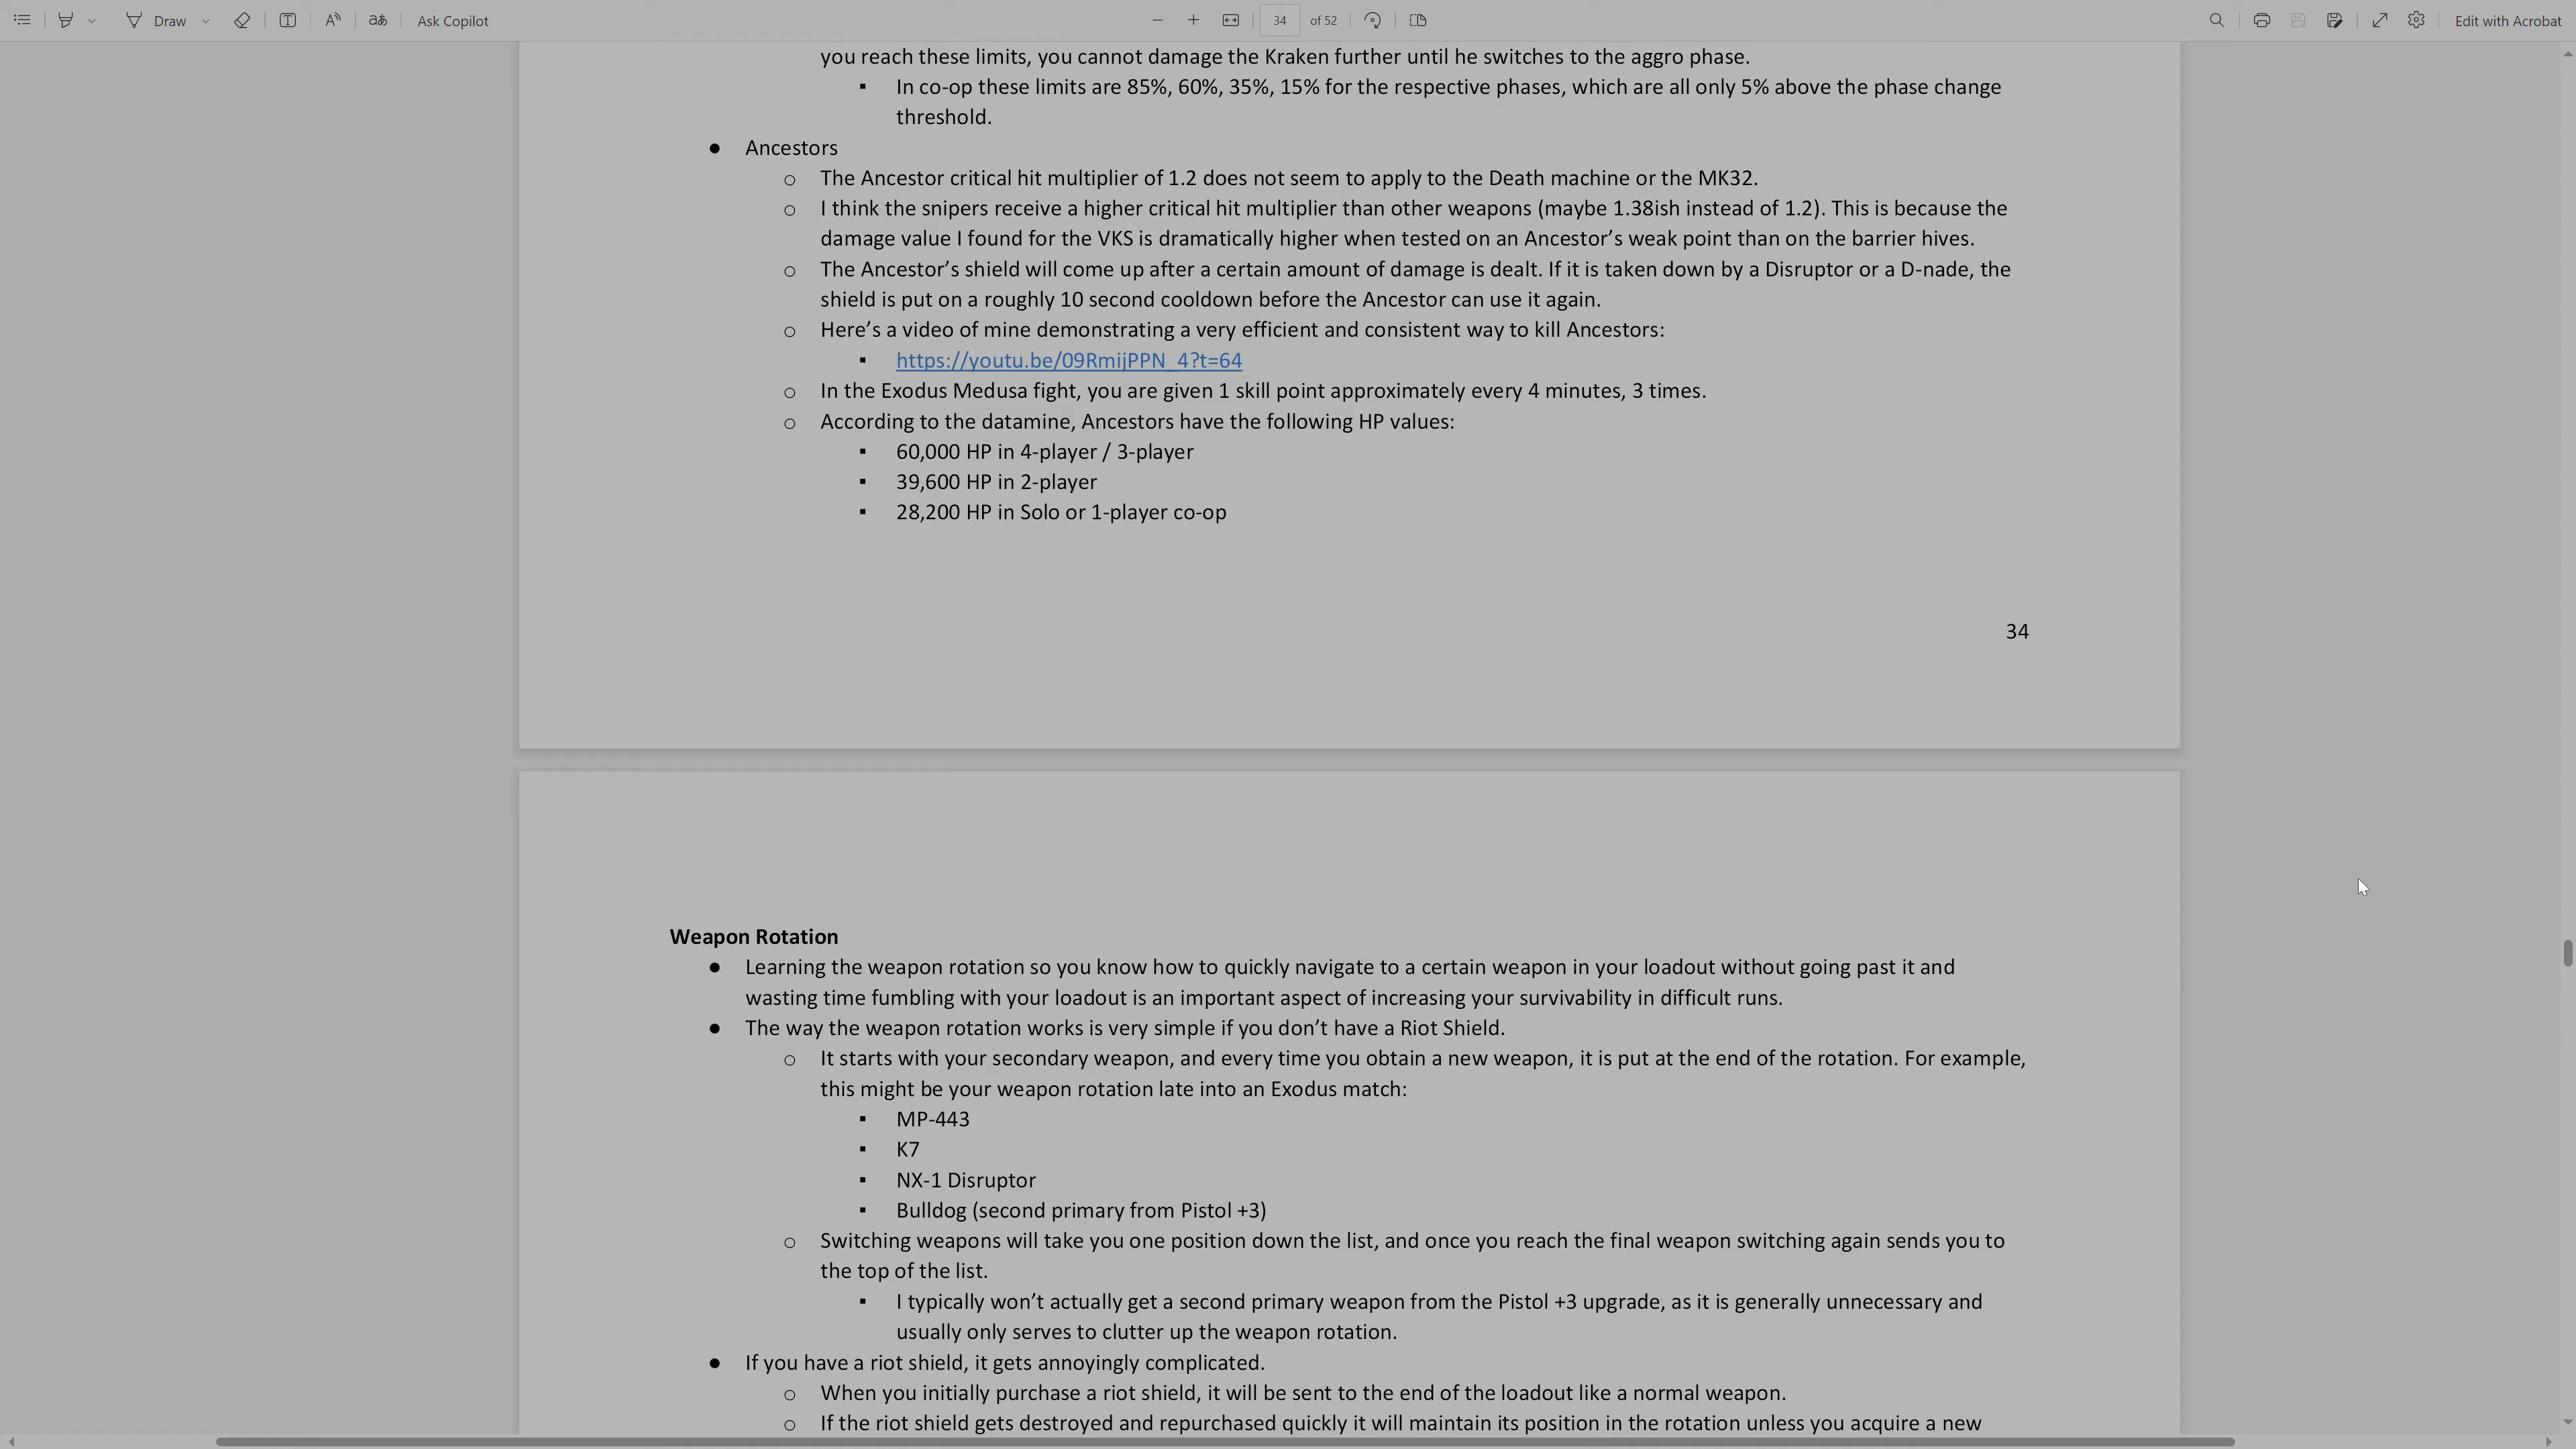 Draw
Ask Copilot
34 of 52
Edit with Acrobat
you reach these limits, you cannot damage the Kraken further until he switches to the aggro phase.
▪ In co-op these limits are 85%, 60%, 35%, 15% for the respective phases, which are all only 5% above the phase change
threshold.
● Ancestors
o The Ancestor critical hit multiplier of 1.2 does not seem to apply to the Death machine or the MK32.
o I think the snipers receive a higher critical hit multiplier than other weapons (maybe 1.38ish instead of 1.2). This is because the
damage value I found for the VKS is dramatically higher when tested on an Ancestor’s weak point than on the barrier hives.
o The Ancestor’s shield will come up after a certain amount of damage is dealt. If it is taken down by a Disruptor or a D-nade, the
shield is put on a roughly 10 second cooldown before the Ancestor can use it again.
o Here’s a video of mine demonstrating a very efficient and consistent way to kill Ancestors:
▪ https://youtu.be/09RmijPPN_4?t=64
o In the Exodus Medusa fight, you are given 1 skill point approximately every 4 minutes, 3 times.
o According to the datamine, Ancestors have the following HP values:
▪ 60,000 HP in 4-player / 3-player
▪ 39,600 HP in 2-player
▪ 28,200 HP in Solo or 1-player co-op
34
Weapon Rotation
● Learning the weapon rotation so you know how to quickly navigate to a certain weapon in your loadout without going past it and
wasting time fumbling with your loadout is an important aspect of increasing your survivability in difficult runs.
● The way the weapon rotation works is very simple if you don’t have a Riot Shield.
o It starts with your secondary weapon, and every time you obtain a new weapon, it is put at the end of the rotation. For example,
this might be your weapon rotation late into an Exodus match:
▪ MP-443
▪ K7
▪ NX-1 Disruptor
▪ Bulldog (second primary from Pistol +3)
o Switching weapons will take you one position down the list, and once you reach the final weapon switching again sends you to
the top of the list.
▪ I typically won’t actually get a second primary weapon from the Pistol +3 upgrade, as it is generally unnecessary and
usually only serves to clutter up the weapon rotation.
● If you have a riot shield, it gets annoyingly complicated.
o When you initially purchase a riot shield, it will be sent to the end of the loadout like a normal weapon.
o If the riot shield gets destroyed and repurchased quickly it will maintain its position in the rotation unless you acquire a new